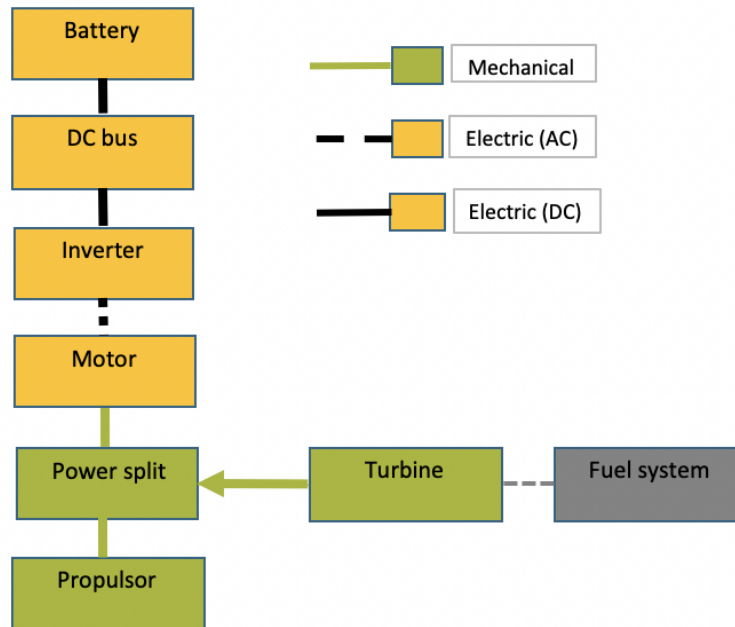 Battery
Mechanical
DC bus
Electric (AC)
Electric (DC)
Inverter
Motor
Power split
Turbine
Fuel system
Propulsor